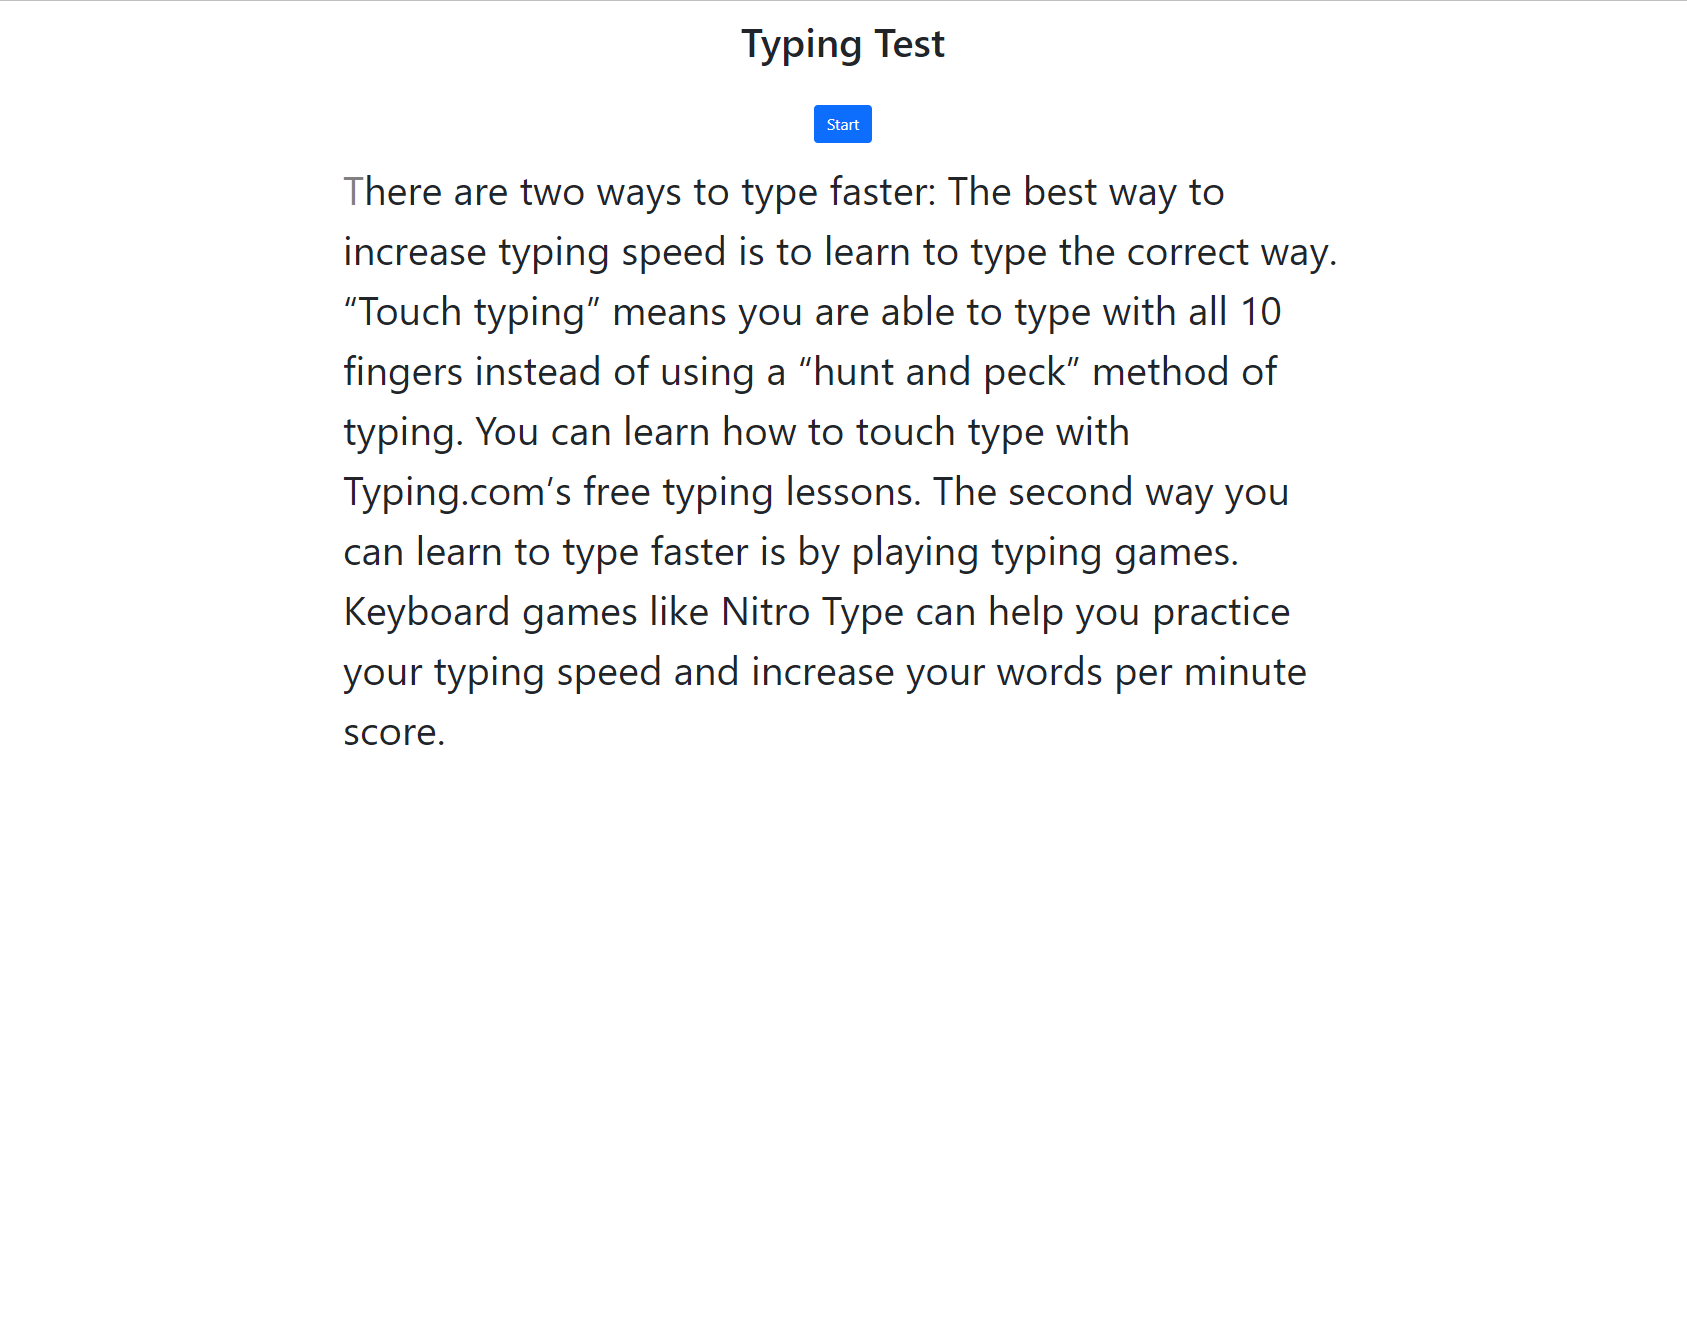 Typing Test
Start
There are two ways to type faster: The best way to
increase typing speed is to learn to type the correct way.
“Touch typing” means you are able to type with all 10
fingers instead of using a “hunt and peck” method of
typing. You can learn how to touch type with
Typing.com’s free typing lessons. The second way you
can learn to type faster is by playing typing games.
Keyboard games like Nitro Type can help you practice
your typing speed and increase your words per minute
score.